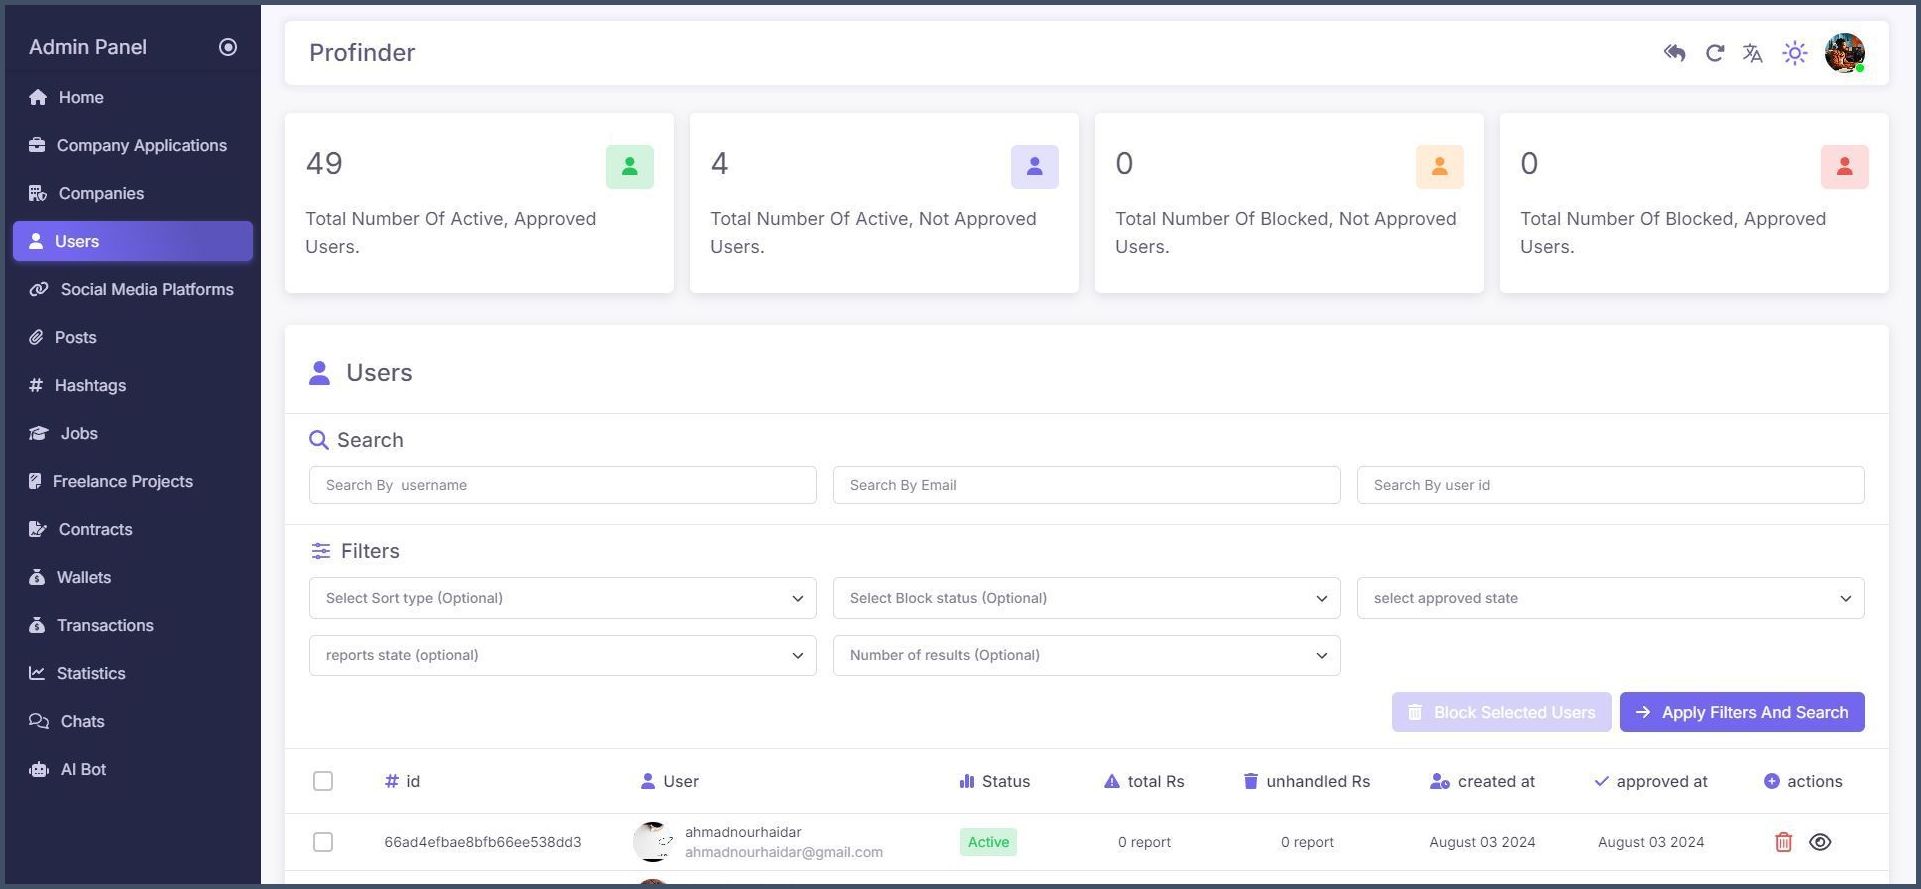 Admin Panel
Home
Company Applications
Companies
Users
Social Media Platforms
Posts
Hashtags
Jobs
Freelance Projects
Contracts
Wallets
Transactions
Statistics
Chats
AI Bot
Profinder
49
Total Number Of Active, Approved
Users.
4
Total Number Of Active, Not Approved
Users.
0
Total Number Of Blocked, Not Approved
Users.
0
Total Number Of Blocked, Approved
Users.
Users
Search
Search By username
Search By Email
Search By user id
Filters
Select Sort type (Optional)
Select Block status (Optional)
select approved state
reports state (optional)
Number of results (Optional)
Block Selected Users
Apply Filters And Search
# id User Status total Rs unhandled Rs created at approved at actions
66ad4efbae8bfb66ee538dd3 ahmadnourhaidar Active 0 report 0 report August 03 2024 August 03 2024
ahmadnourhaidar@gmail.com